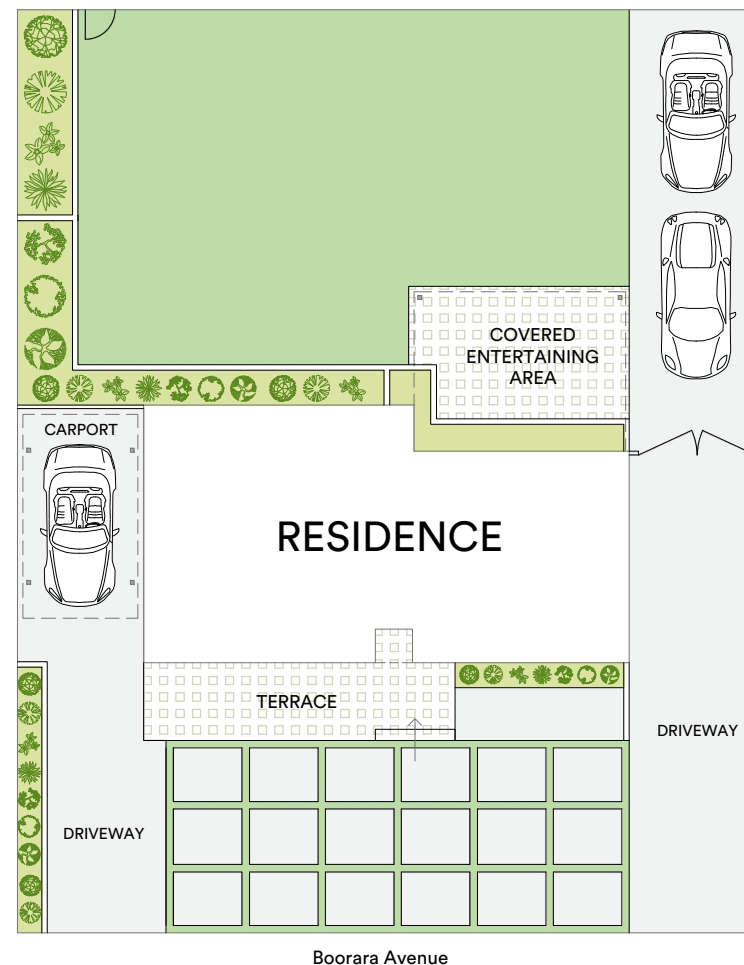 COVERED
ENTERTAINING
AREA
CARPORT
RESIDENCE
TERRACE
DRIVEWAY
DRIVEWAY
Boorara Avenue